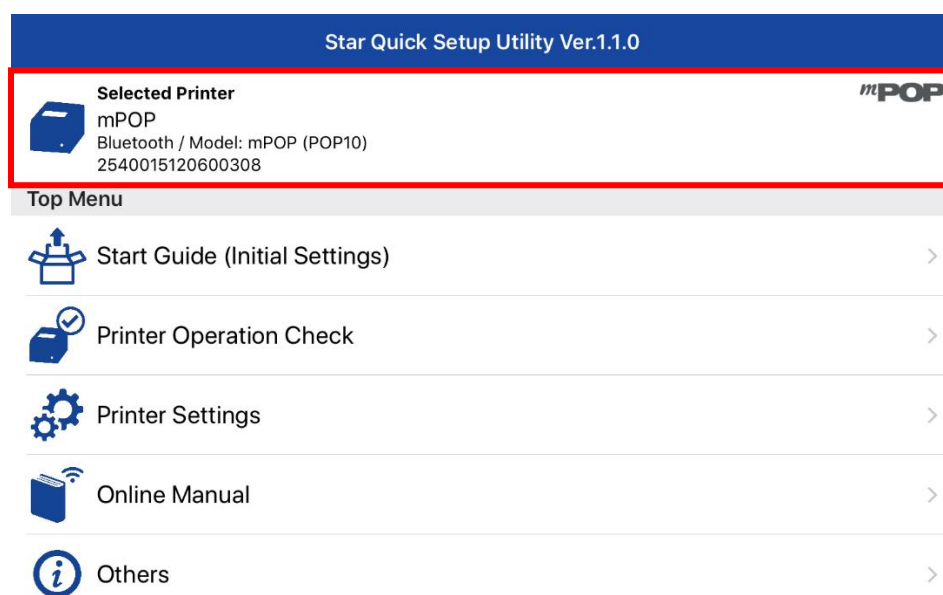 Star Quick Setup Utility Ver.1.1.0
Selected Printer
mPOP
mPOP
Bluetooth / Model: mPOP (POP10)
2540015120600308
Top Menu
Start Guide (Initial Settings)
Printer Operation Check
Printer Settings
Online Manual
Others